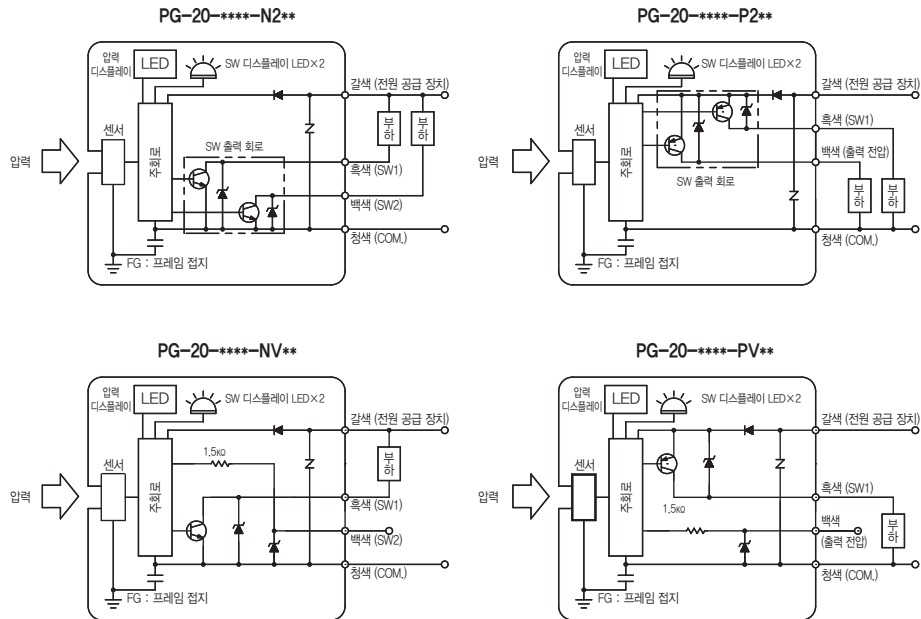 PG-20-****-N2**
압력
디스플레이
LED
SW 디스플레이 LED×2
갈색 (전원 공급 장치)
센서
부하
부하
압력
주회로
SW 출력 회로
흑색 (SW1)
백색 (SW2)
청색 (COM.)
FG : 프레임 접지
PG-20-****-P2**
압력
디스플레이
LED
SW 디스플레이 LED×2
갈색 (전원 공급 장치)
센서
흑색 (SW1)
압력
주회로
백색 (출력 전압)
SW 출력 회로
부하
부하
청색 (COM.)
FG : 프레임 접지
PG-20-****-NV**
압력
디스플레이
LED
SW 디스플레이 LED×2
갈색 (전원 공급 장치)
1.5KΩ
센서
부하
압력
주회로
흑색 (SW1)
백색 (SW2)
청색 (COM.)
FG : 프레임 접지
PG-20-****-PV**
압력
디스플레이
LED
SW 디스플레이 LED×2
갈색 (전원 공급 장치)
센서
압력
주회로
1.5KΩ
흑색 (SW1)
백색
(출력 전압)
부하
청색 (COM.)
FG : 프레임 접지